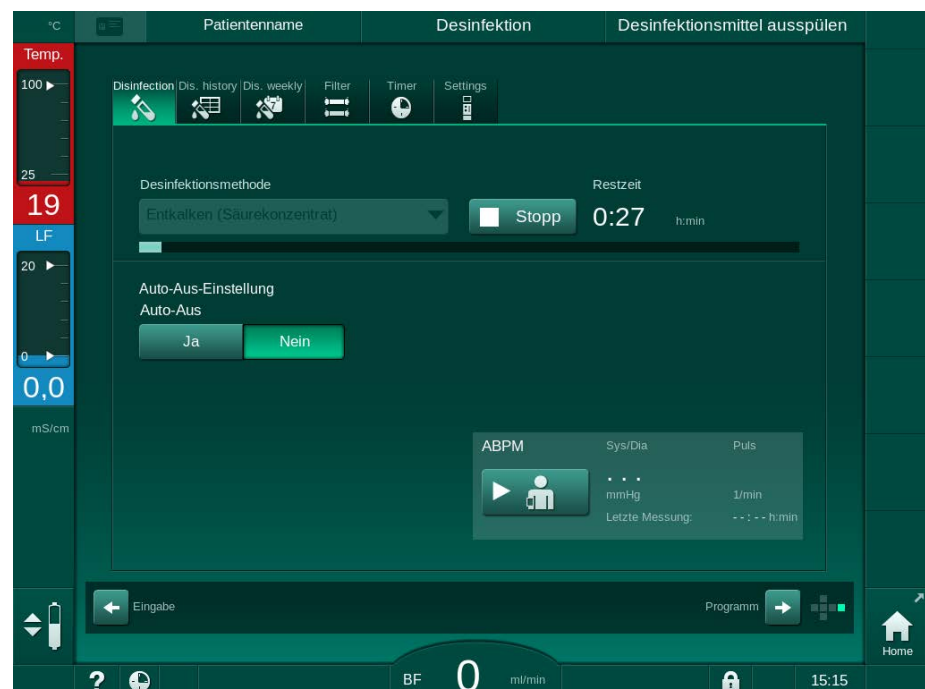 °C Patientenname Desinfektion Desinfektionsmittel ausspülen
Temp.
100
25
19
LF
20
0
0,0
mS/cm
Disinfection Dis. history Dis. weekly Filter Timer Settings
7
Desinfektionsmethode Restzeit
Entkalken (Säurekonzentrat) Stopp 0:27 h:min
Auto-Aus-Einstellung
Auto-Aus
Ja Nein
ABPM Sys/Dia Puls
. . .
mmHg 1/min
Letzte Messung: --:-- h:min
Eingabe Programm
Home
? BF 0 ml/min 15:15